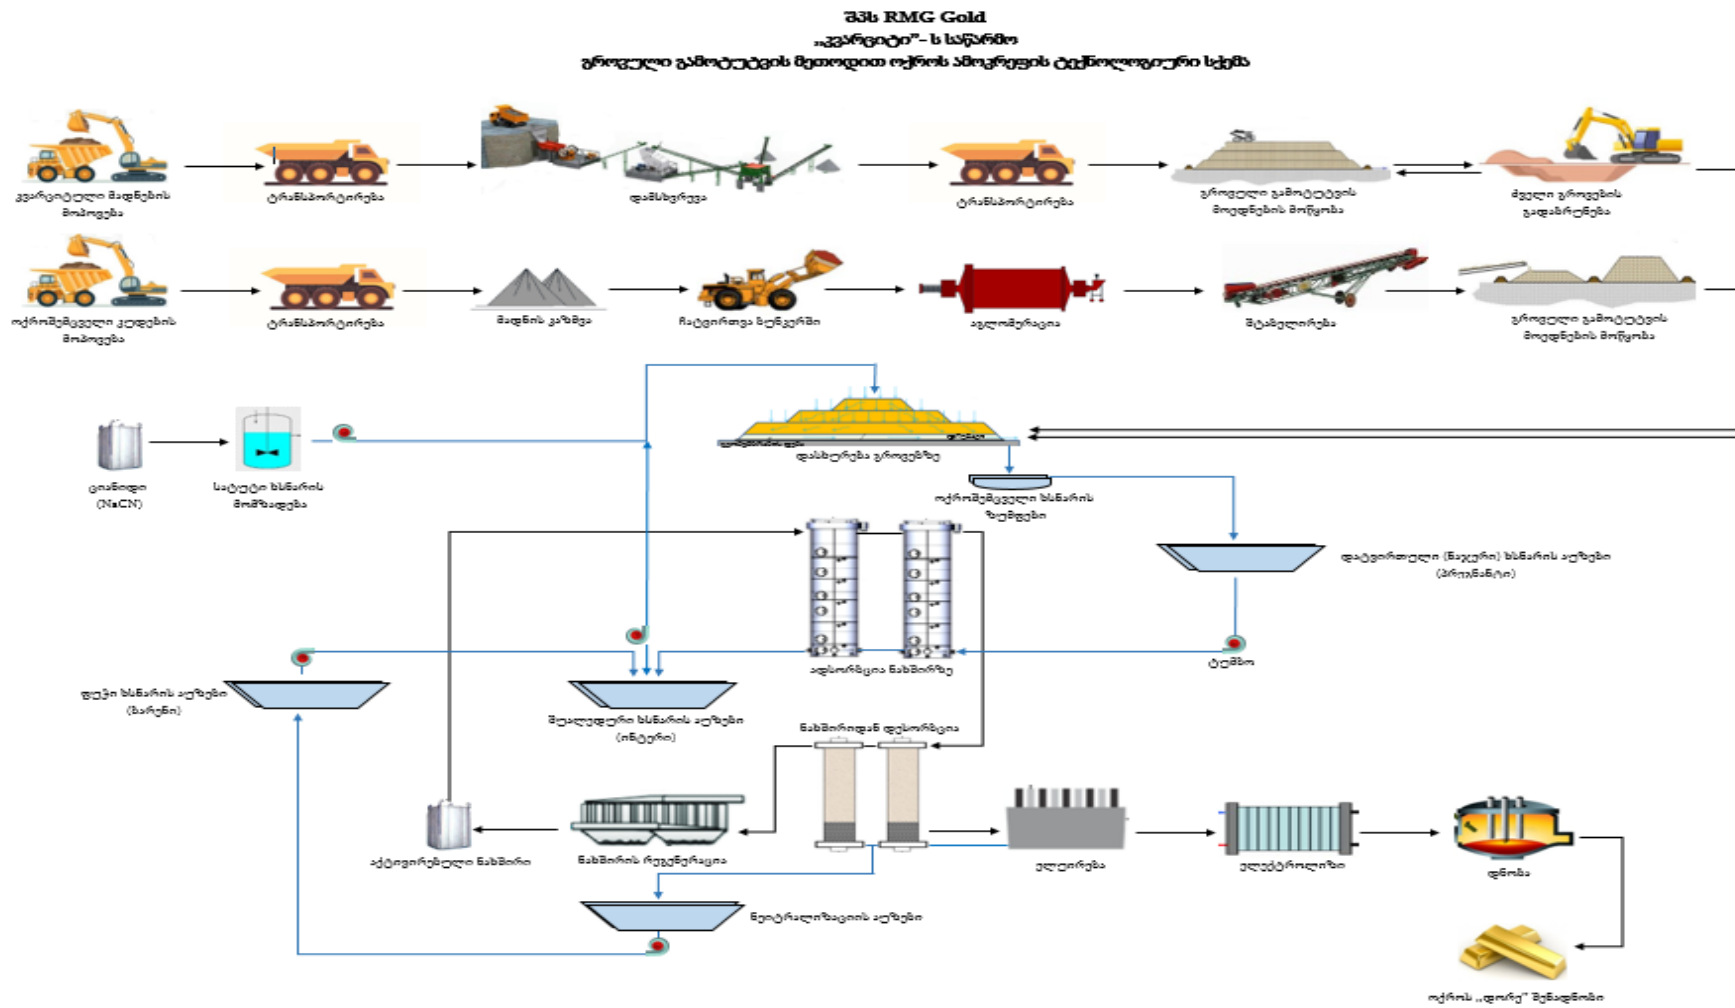 შპს RMG Gold
„კვარციტი”- ს საწარმო
გროვული გამოტუტვის მეთოდით ოქროს ამოკრეფის ტექნოლოგიური სქემა
კვარციტული მადნების
მოპოვება
ტრანსპორტირება
დამსხვრევა
ტრანსპორტირება
გროვული გამოტუტვის
მოედნების მოწყობა
ძველი გროვების
გადაბრუნება
ოქროშემცველი კუდების
მოპოვება
ტრანსპორტირება
მადნის კაზმვა
ჩატვირთვა ბუნკერში
აგლომერაცია
შტაბელირება
გროვული გამოტუტვის
მოედნების მოწყობა
ციანიდი
(NaCN)
სატუტი ხსნარის
მომზადება
დასხურება გროვებზე
ოქროშემცველი ხსნარის
ზუმფები
დატვირთული (ნაჯერი) ხსნარის აუზები
(პრეგნანტი)
ტუმბო
ადსორბცია ნახშირზე
ფუჭი ხსნარის აუზები
(ბარენი)
შუალედური ხსნარის აუზები
(ინტერი)
ნახშირიდან დესორბცია
აქტივირებული ნახშირი
ნახშირის რეგენერაცია
ელუირება
ელექტროლიზი
დნობა
ნეიტრალიზაციის აუზები
ოქროს „დორე” შენადნობი